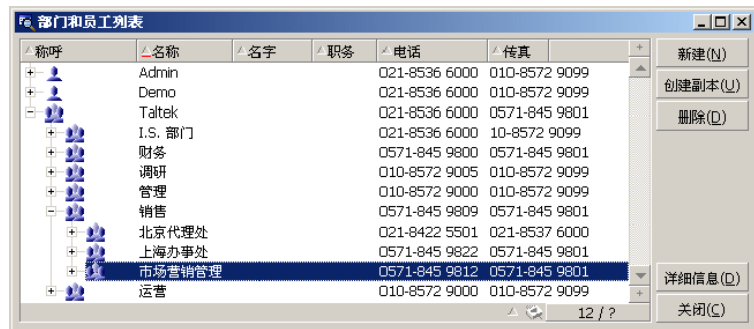 部门和员工列表
称呼 名称 名字 职务 电话 传真
新建(N)
Admin 021-8536 6000 010-8572 9099
Demo 021-8536 6000 010-8572 9099
创建副本(U)
Taltek 021-8536 6000 0571-845 9801
删除(D)
I.S. 部门 021-8536 6000 10-8572 9099
财务 0571-845 9800 0571-845 9801
调研 010-8572 9005 010-8572 9099
管理 010-8572 9000 010-8572 9099
销售 0571-845 9809 0571-845 9801
北京代理处 021-8422 5501 021-8537 6000
上海办事处 0571-845 9822 0571-845 9801
市场营销管理 0571-845 9812 0571-845 9801
详细信息(D)
运营 010-8572 9000 010-8572 9099
12 / ?
关闭(C)